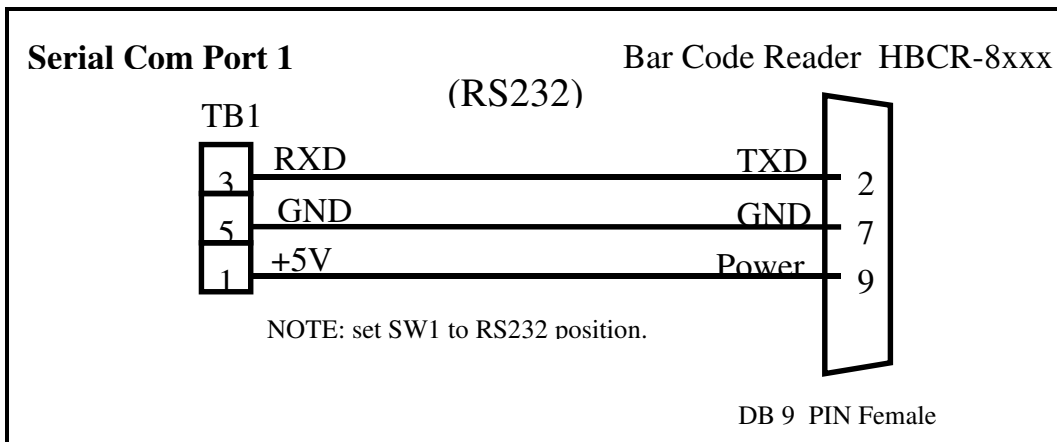 Serial Com Port 1
Bar Code Reader HBCR-8xxx
(RS232)
TB1
3 RXD TXD 2
5 GND GND 7
1 +5V Power 9
NOTE: set SW1 to RS232 position.
DB 9 PIN Female